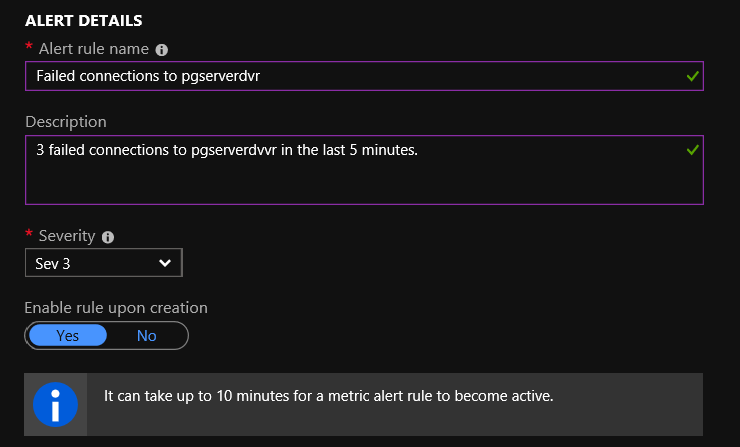 ALERT DETAILS
* Alert rule name
Failed connections to pgserverdvr
Description
3 failed connections to pgserverdvvr in the last 5 minutes.
* Severity
Sev 3
Enable rule upon creation
Yes No
It can take up to 10 minutes for a metric alert rule to become active.